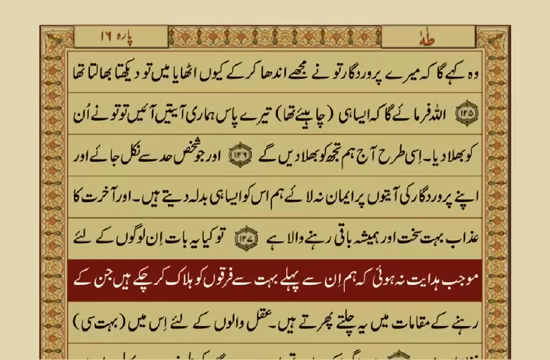 پارہ ۱۶
طٰهٰ
وہ کہے گا کہ میرے پروردگار تو نے مجھے اندھا کر کے کیوں اٹھایا میں تو دیکھتا بھالتا تھا
﴿۱۲۵﴾ اللہ فرمائے گا کہ ایسا ہی (چاہیئے تھا) تیرے پاس ہماری آیتیں آئیں تو تو نے اُن
کو بھلا دیا۔ اِسی طرح آج ہم تجھ کو بھلا دیں گے ﴿۱۲۶﴾ اور جو شخص حد سے نکل جائے اور
اپنے پروردگار کی آیتوں پر ایمان نہ لائے ہم اس کو ایسا ہی بدلہ دیتے ہیں۔ اور آخرت کا
عذاب بہت سخت اور ہمیشہ باقی رہنے والا ہے ﴿۱۲۷﴾ تو کیا یہ بات اِن لوگوں کے لئے
موجب ہدایت نہ ہوئی کہ ہم اِن سے پہلے بہت سے فرقوں کو ہلاک کر چکے ہیں جن کے
رہنے کے مقامات میں یہ چلتے پھرتے ہیں۔ عقل والوں کے لئے اِس میں (بہت سی)